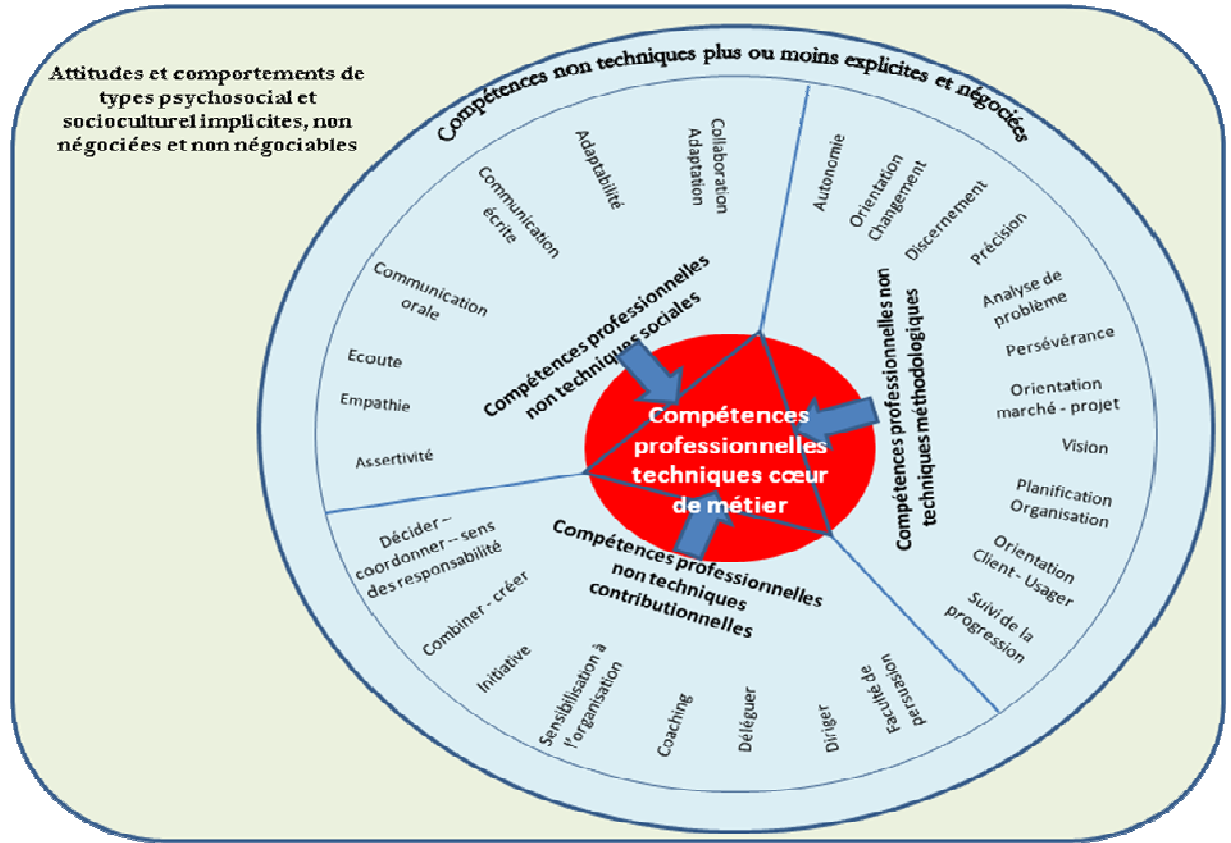 Attitudes et comportements de
types psychosocial et
socioculturel implicites, non
négociées et non négociables
Compétences non techniques plus ou moins explicites et négociées
Collaboration
Adaptation
Adaptabilité
Communication
écrite
Communication
orale
Ecoute
Empathie
Assertivité
Compétences professionnelles
non techniques sociales
Autonomie
Orientation
Changement
Discernement
Précision
Analyse de
problème
Persévérance
Orientation
marché - projet
Vision
Planification
Organisation
Orientation
Client - Usager
Suivi de la
progression
Compétences professionnelles non
techniques méthodologiques
Compétences
professionnelles
techniques cœur
de métier
Compétences professionnelles
non techniques
contributionnelles
Décider –
coordonner – sens
des responsabilité
Combiner - créer
Initiative
Sensibilisation à
l'organisation
Coaching
Déléguer
Diriger
Faculté de
persuasion